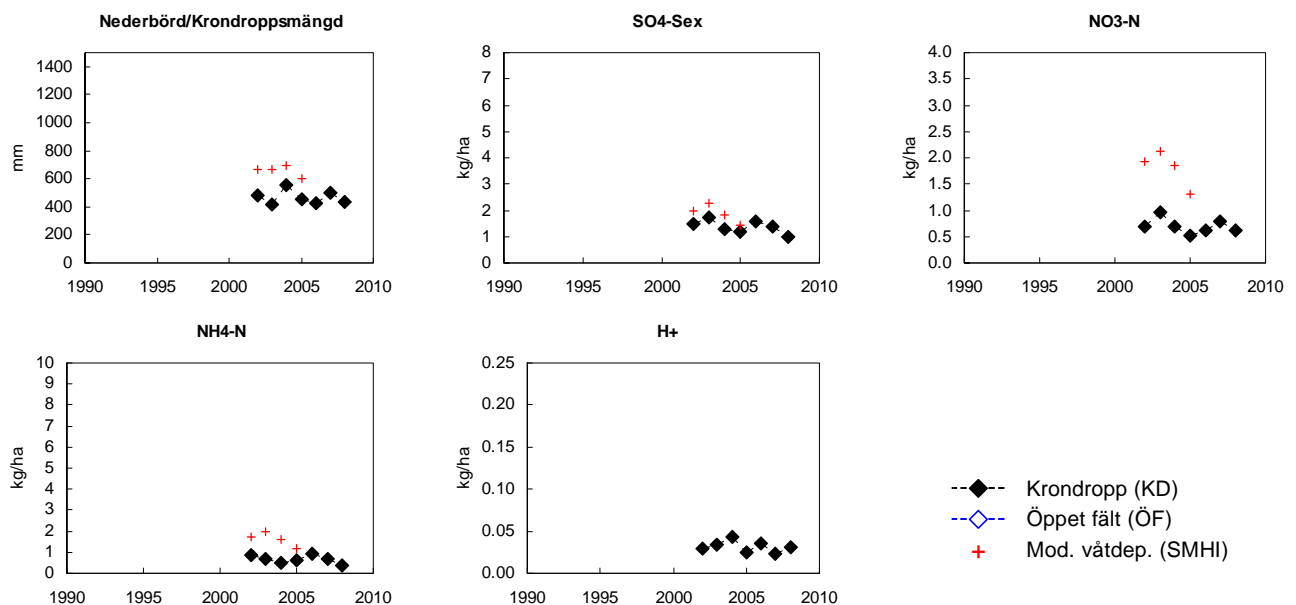 Nederbörd/Krondroppsmängd
1400
1200
1000
800
600
400
200
0
mm
1990 1995 2000 2005 2010
SO4-Sex
8
7
6
5
4
3
2
1
0
kg/ha
1990 1995 2000 2005 2010
NO3-N
4.0
3.5
3.0
2.5
2.0
1.5
1.0
0.5
0.0
kg/ha
1990 1995 2000 2005 2010
NH4-N
10
9
8
7
6
5
4
3
2
1
0
kg/ha
1990 1995 2000 2005 2010
H+
0.25
0.20
0.15
0.10
0.05
0.00
kg/ha
1990 1995 2000 2005 2010
Krondropp (KD)
Öppet fält (ÖF)
Mod. våtdep. (SMHI)